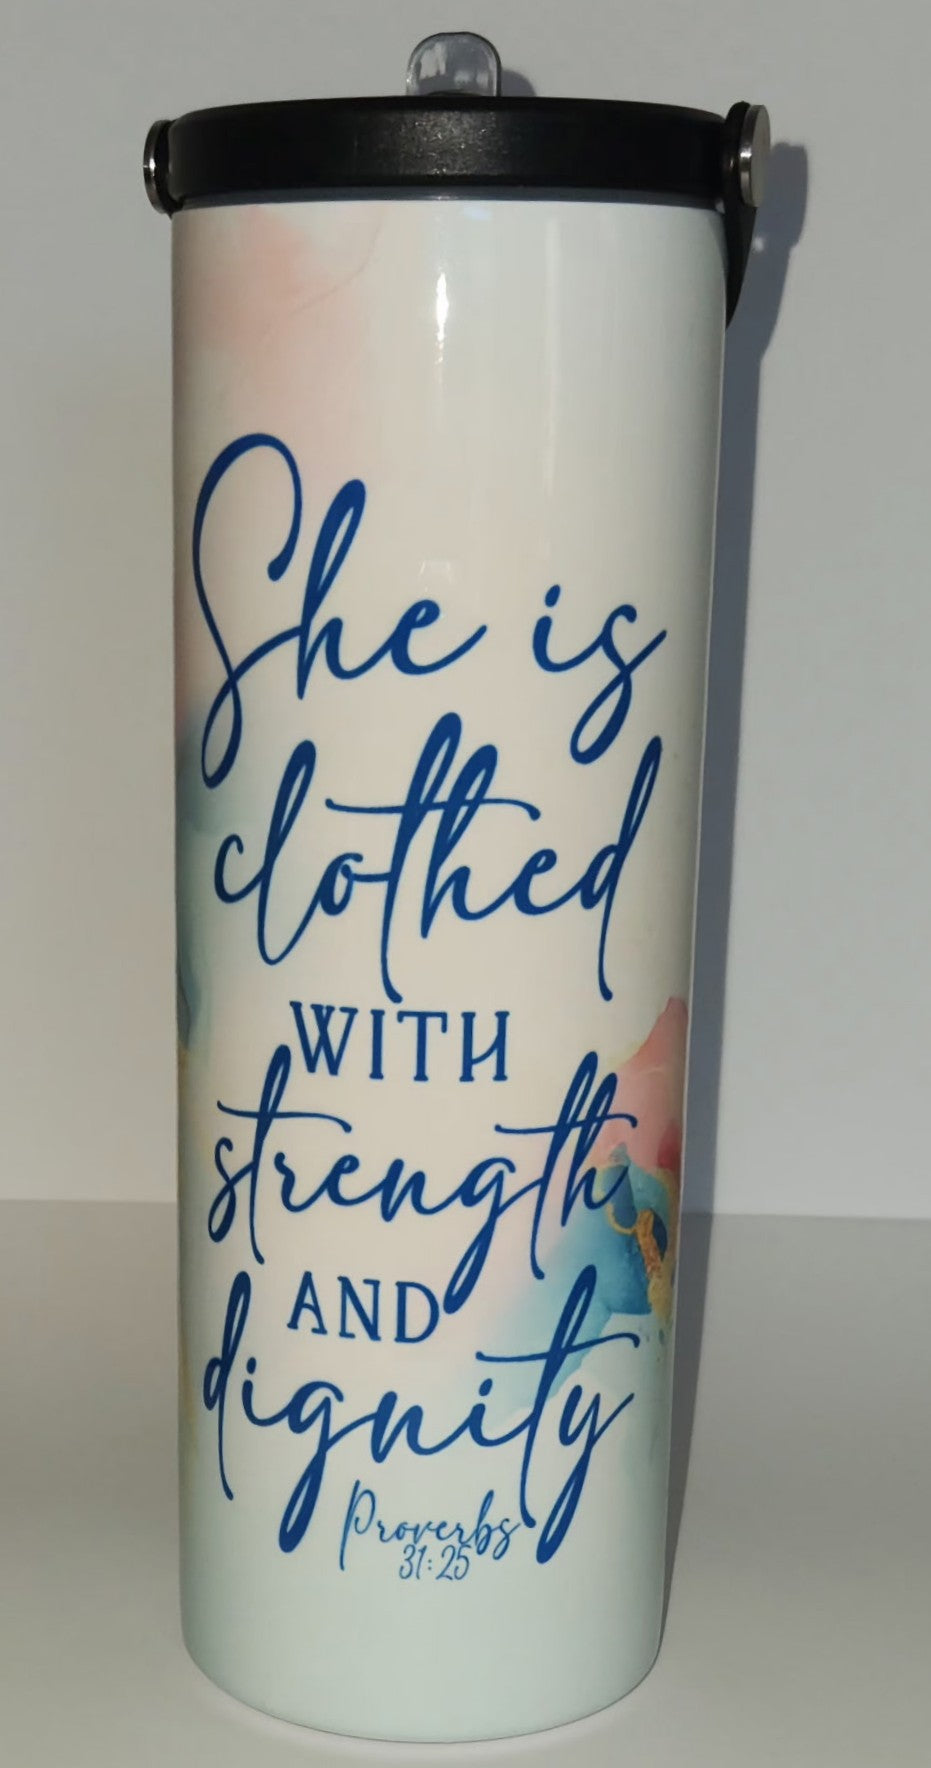 She is
clothed
WITH
strength
AND
dignity
Proverbs
31:25